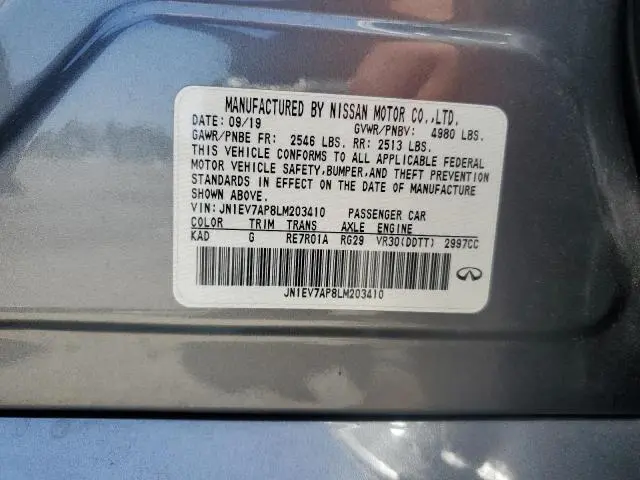 MANUFACTURED BY NISSAN MOTOR CO.,LTD.
DATE: 09/19 GVWR/PNBV: 4980 LBS.
GAWR/PNBE FR: 2546 LBS. RR: 2513 LBS.
THIS VEHICLE CONFORMS TO ALL APPLICABLE FEDERAL
MOTOR VEHICLE SAFETY,BUMPER,AND THEFT PREVENTION
STANDARDS IN EFFECT ON THE DATE OF MANUFACTURE
SHOWN ABOVE.
VIN: JN1EV7AP8LM203410 PASSENGER CAR
COLOR TRIM TRANS AXLE ENGINE
KAD G RE7R01A RG29 VR30(DDTT) 2997CC
JN1EV7AP8LM203410